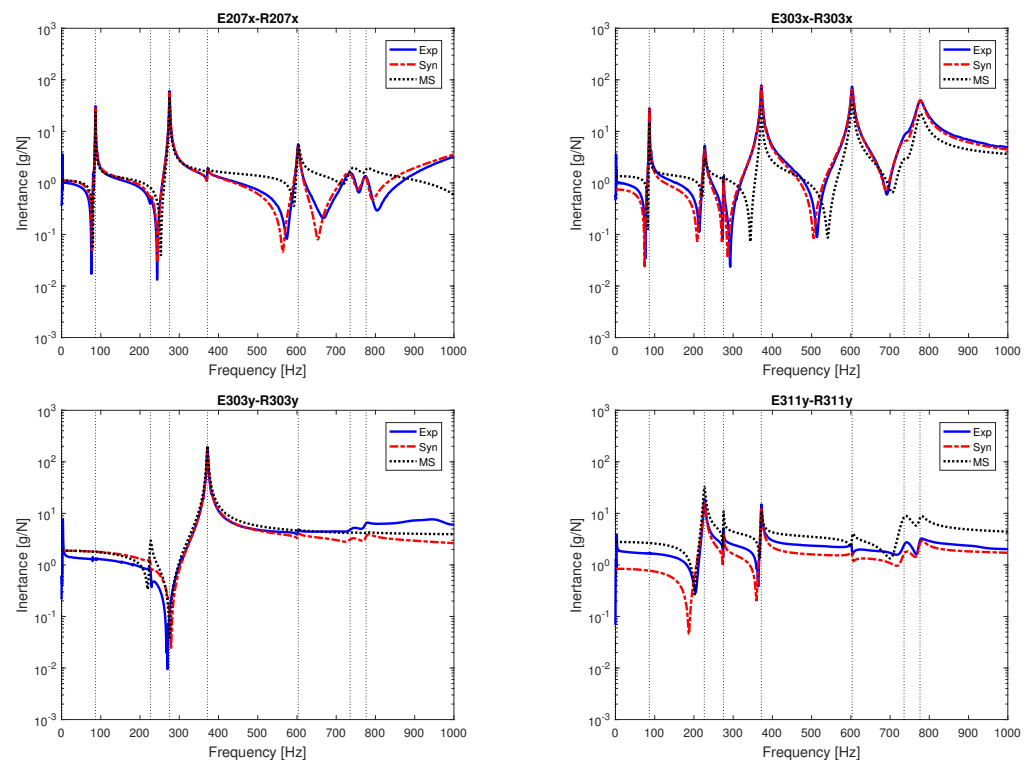 E207x-R207x
10^3
10^2
10^1
10^0
10^-1
10^-2
10^-3
Inertance [g/N]
0 100 200 300 400 500 600 700 800 900 1000
Frequency [Hz]
Exp
Syn
MS
E303x-R303x
10^3
10^2
10^1
10^0
10^-1
10^-2
10^-3
Inertance [g/N]
0 100 200 300 400 500 600 700 800 900 1000
Frequency [Hz]
Exp
Syn
MS
E303y-R303y
10^3
10^2
10^1
10^0
10^-1
10^-2
10^-3
Inertance [g/N]
0 100 200 300 400 500 600 700 800 900 1000
Frequency [Hz]
Exp
Syn
MS
E311y-R311y
10^3
10^2
10^1
10^0
10^-1
10^-2
10^-3
Inertance [g/N]
0 100 200 300 400 500 600 700 800 900 1000
Frequency [Hz]
Exp
Syn
MS